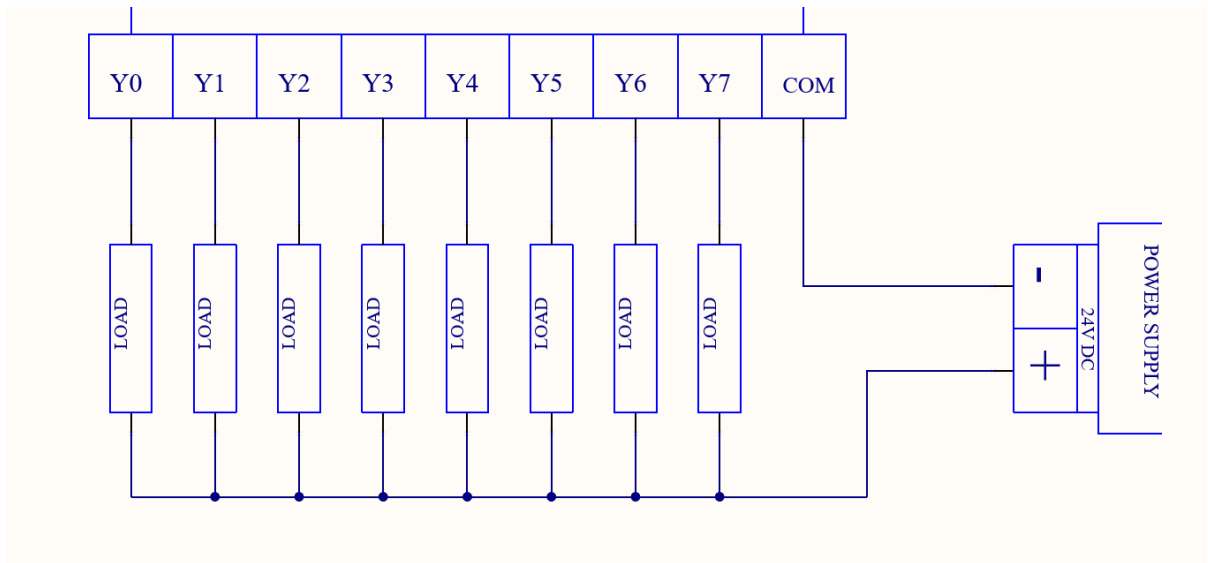 Y0 Y1 Y2 Y3 Y4 Y5 Y6 Y7 COM
LOAD LOAD LOAD LOAD LOAD LOAD LOAD LOAD
-
+
24V DC
POWER SUPPLY